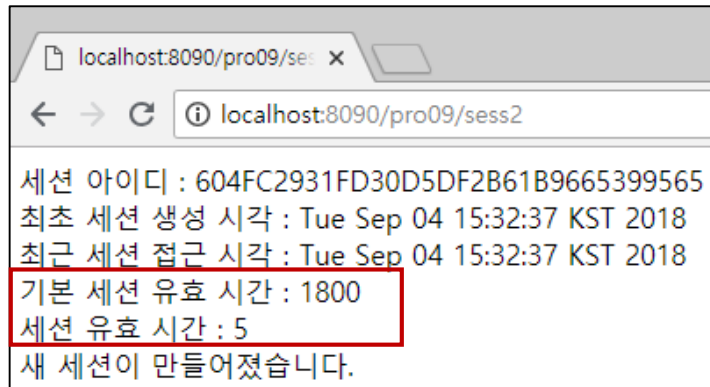 localhost:8090/pro09/ses
localhost:8090/pro09/sess2
세션 아이디 : 604FC2931FD30D5DF2B61B9665399565
최초 세션 생성 시각 : Tue Sep 04 15:32:37 KST 2018
최근 세션 접근 시각 : Tue Sep 04 15:32:37 KST 2018
기본 세션 유효 시간 : 1800
세션 유효 시간 : 5
새 세션이 만들어졌습니다.